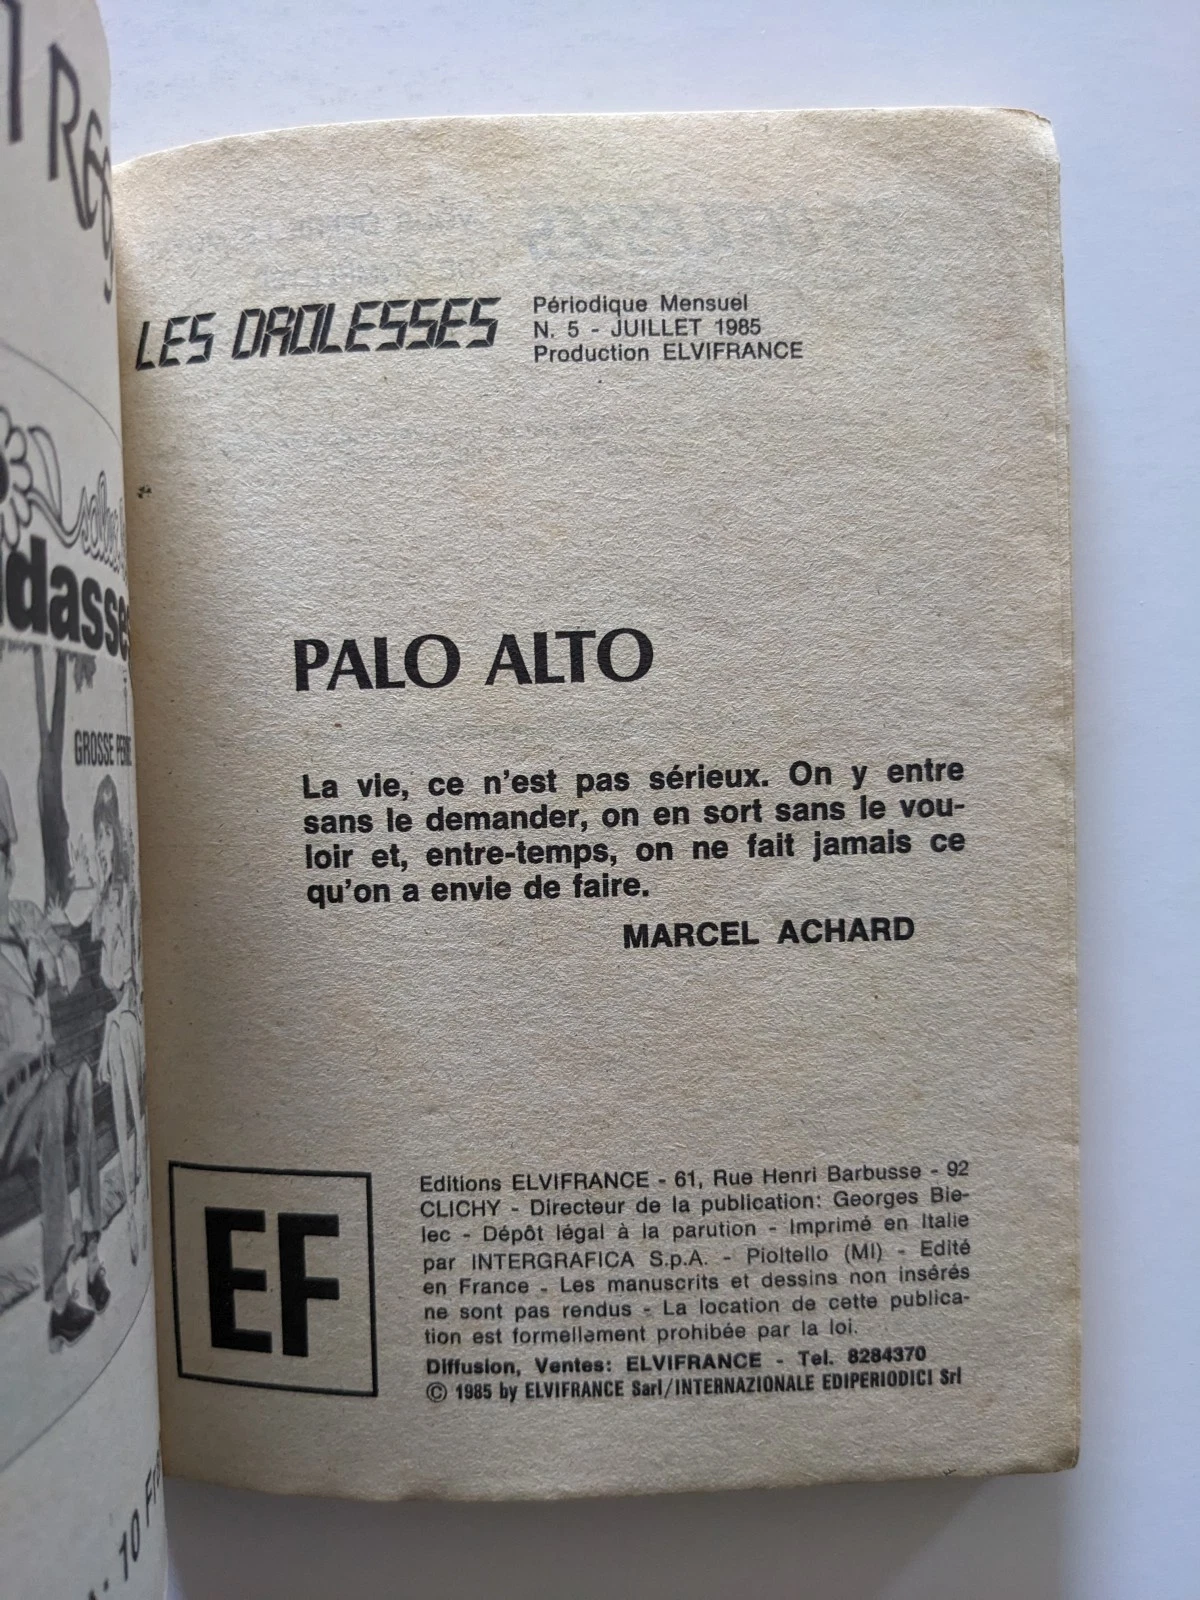 LES DROLESSES
Périodique Mensuel
N. 5 - JUILLET 1985
Production ELVIFRANCE
PALO ALTO
La vie, ce n'est pas sérieux. On y entre
sans le demander, on en sort sans le vou-
loir et, entre-temps, on ne fait jamais ce
qu'on a envie de faire.
MARCEL ACHARD
EF
Editions ELVIFRANCE - 61, Rue Henri Barbusse - 92
CLICHY - Directeur de la publication: Georges Bie-
lec - Dépôt légal à la parution - Imprimé en Italie
par INTERGRAFICA S.p.A. - Pioltello (MI) - Edité
en France - Les manuscrits et dessins non insérés
ne sont pas rendus - La location de cette publica-
tion est formellement prohibée par la loi.
Diffusion, Ventes: ELVIFRANCE - Tel. 8284370
© 1985 by ELVIFRANCE Sarl/INTERNAZIONALE EDIPERIODICI Srl
dasses
GROSSE
10